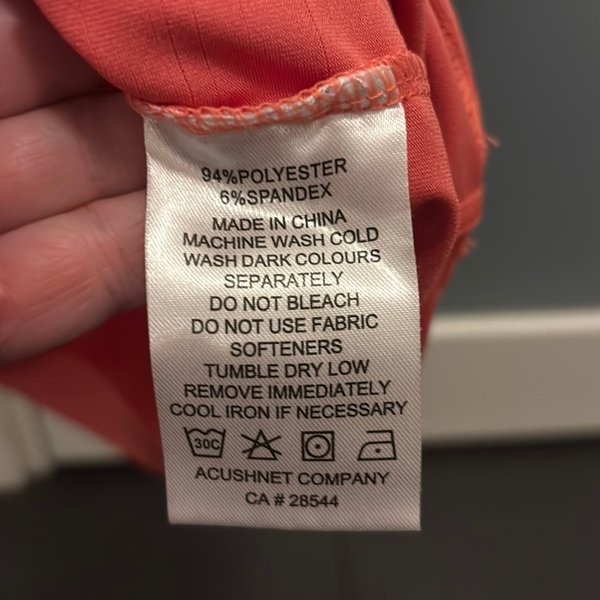 94%POLYESTER
6%SPANDEX
MADE IN CHINA
MACHINE WASH COLD
WASH DARK COLOURS
SEPARATELY
DO NOT BLEACH
DO NOT USE FABRIC
SOFTENERS
TUMBLE DRY LOW
REMOVE IMMEDIATELY
COOL IRON IF NECESSARY
30C
ACUSHNET COMPANY
CA # 28544